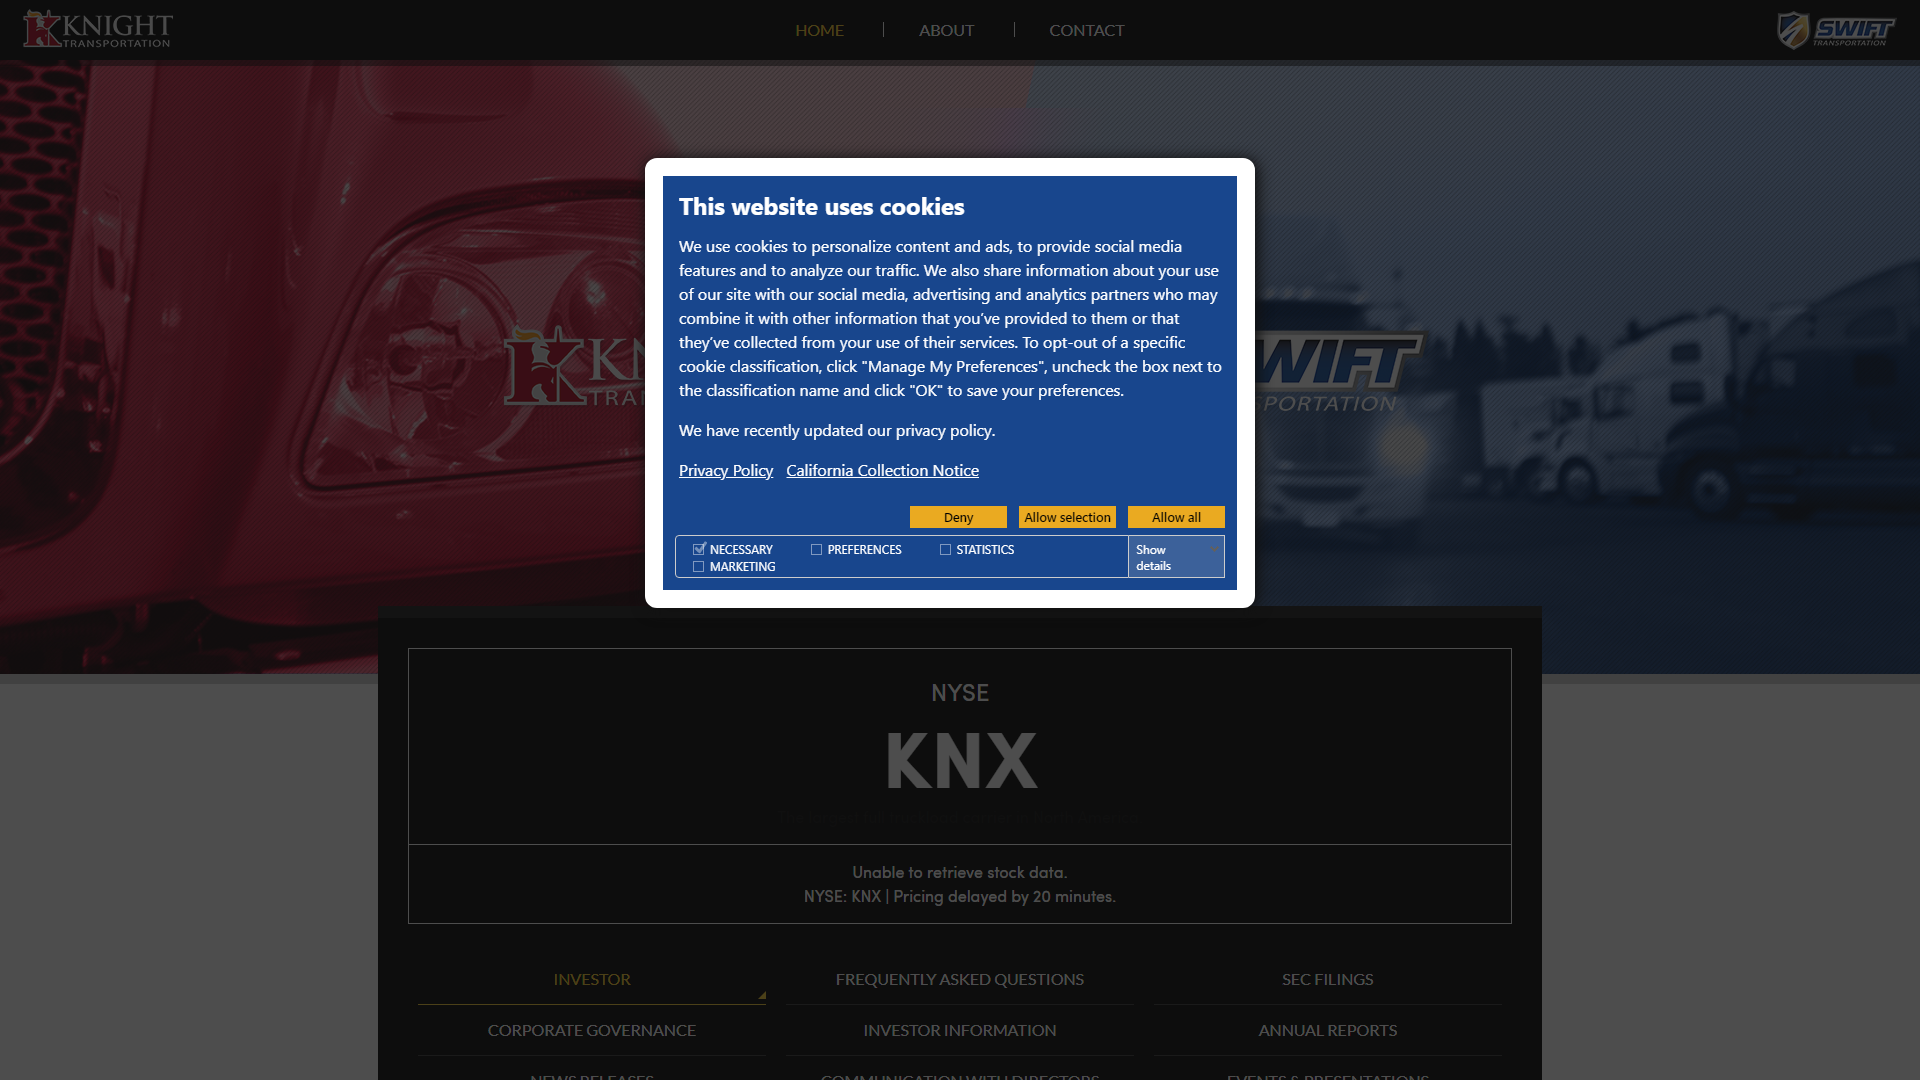 KNIGHT
TRANSPORTATION
HOME
ABOUT
CONTACT
SWIFT
TRANSPORTATION
This website uses cookies
We use cookies to personalize content and ads, to provide social media
features and to analyze our traffic. We also share information about your use
of our site with our social media, advertising and analytics partners who may
combine it with other information that you’ve provided to them or that
they’ve collected from your use of their services. To opt-out of a specific
cookie classification, click "Manage My Preferences", uncheck the box next to
the classification name and click "OK" to save your preferences.
We have recently updated our privacy policy.
Privacy Policy California Collection Notice
Deny
Allow selection
Allow all
NECESSARY
PREFERENCES
STATISTICS
MARKETING
Show
details
NYSE
KNX
Unable to retrieve stock data.
NYSE: KNX | Pricing delayed by 20 minutes.
INVESTOR
FREQUENTLY ASKED QUESTIONS
SEC FILINGS
CORPORATE GOVERNANCE
INVESTOR INFORMATION
ANNUAL REPORTS
NEWS RELEASES
COMMUNICATION WITH DIRECTORS
EVENTS & PRESENTATIONS